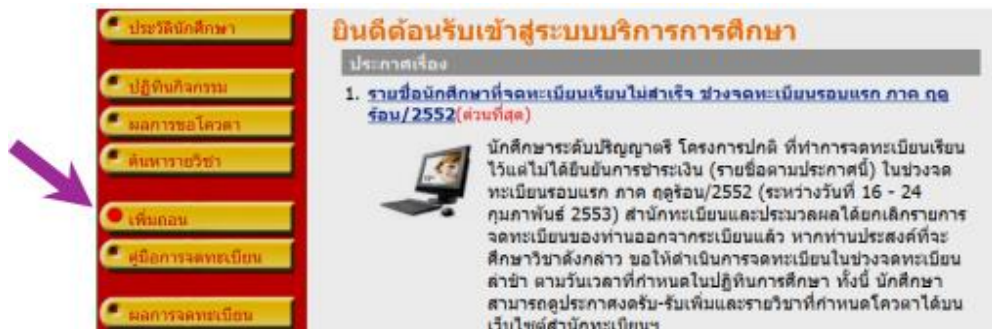 ประวัตินักศึกษา
ปฏิทินกิจกรรม
ผลการขอโควตา
ค้นหารายวิชา
เพิ่มถอน
คู่มือการจดทะเบียน
ผลการจดทะเบียน
ยินดีต้อนรับเข้าสู่ระบบบริการการศึกษา
ประกาศเรื่อง
1. รายชื่อนักศึกษาที่จดทะเบียนเรียนไม่สำเร็จ ช่วงจดทะเบียนรอบแรก ภาค ฤดู
ร้อน/2552(ด่วนที่สุด)
นักศึกษาระดับปริญญาตรี โครงการปกติ ที่ทำการจดทะเบียนเรียน
ไว้แต่ไม่ได้ยืนยันการชำระเงิน (รายชื่อตามประกาศนี้) ในช่วงจด
ทะเบียนรอบแรก ภาค ฤดูร้อน/2552 (ระหว่างวันที่ 16 - 24
กุมภาพันธ์ 2553) สำนักทะเบียนและประมวลผลได้ยกเลิกรายการ
จดทะเบียนของท่านออกจากระเบียนแล้ว หากท่านประสงค์ที่จะ
ศึกษาวิชาดังกล่าว ขอให้ดำเนินการจดทะเบียนในช่วงจดทะเบียน
ล่าช้า ตามวันเวลาที่กำหนดในปฏิทินการศึกษา ทั้งนี้ นักศึกษา
สามารถดูประกาศงดรับ-รับเพิ่มและรายวิชาที่กำหนดโควตาได้บน
เว็บไซต์สำนักทะเบียนฯ